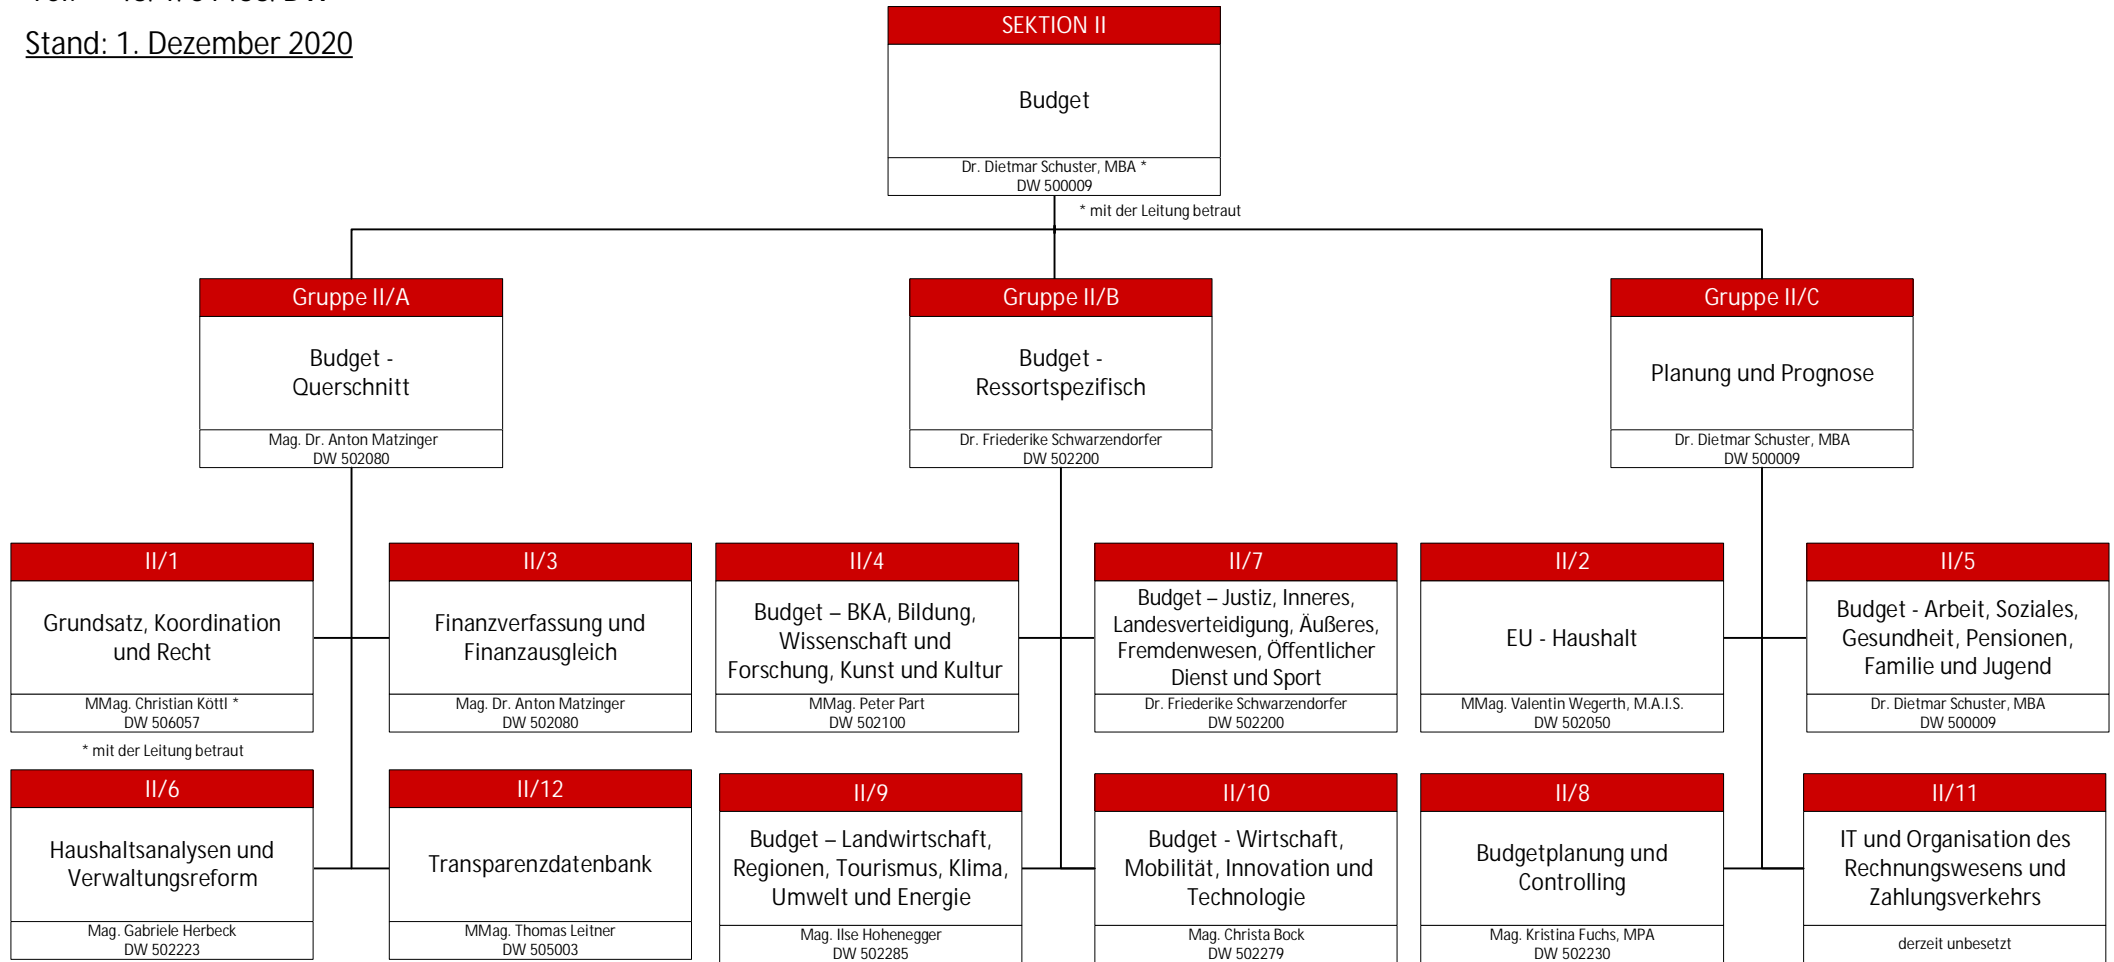 Stand: 1. Dezember 2020
SEKTION II
Budget
Dr. Dietmar Schuster, MBA *
DW 500009
* mit der Leitung betraut
Gruppe II/A
Budget -
Querschnitt
Mag. Dr. Anton Matzinger
DW 502080
Gruppe II/B
Budget -
Ressortspezifisch
Dr. Friederike Schwarzendorfer
DW 502200
Gruppe II/C
Planung und Prognose
Dr. Dietmar Schuster, MBA
DW 500009
II/1
Grundsatz, Koordination
und Recht
MMag. Christian Köttl *
DW 506057
* mit der Leitung betraut
II/3
Finanzverfassung und
Finanzausgleich
Mag. Dr. Anton Matzinger
DW 502080
II/4
Budget – BKA, Bildung,
Wissenschaft und
Forschung, Kunst und Kultur
MMag. Peter Part
DW 502100
II/7
Budget – Justiz, Inneres,
Landesverteidigung, Äußeres,
Fremdenwesen, Öffentlicher
Dienst und Sport
Dr. Friederike Schwarzendorfer
DW 502200
II/2
EU - Haushalt
MMag. Valentin Wegerth, M.A.I.S.
DW 502050
II/5
Budget - Arbeit, Soziales,
Gesundheit, Pensionen,
Familie und Jugend
Dr. Dietmar Schuster, MBA
DW 500009
II/6
Haushaltsanalysen und
Verwaltungsreform
Mag. Gabriele Herbeck
DW 502223
II/12
Transparenzdatenbank
MMag. Thomas Leitner
DW 505003
II/9
Budget – Landwirtschaft,
Regionen, Tourismus, Klima,
Umwelt und Energie
Mag. Ilse Hohenegger
DW 502285
II/10
Budget - Wirtschaft,
Mobilität, Innovation und
Technologie
Mag. Christa Bock
DW 502279
II/8
Budgetplanung und
Controlling
Mag. Kristina Fuchs, MPA
DW 502230
II/11
IT und Organisation des
Rechnungswesens und
Zahlungsverkehrs
derzeit unbesetzt